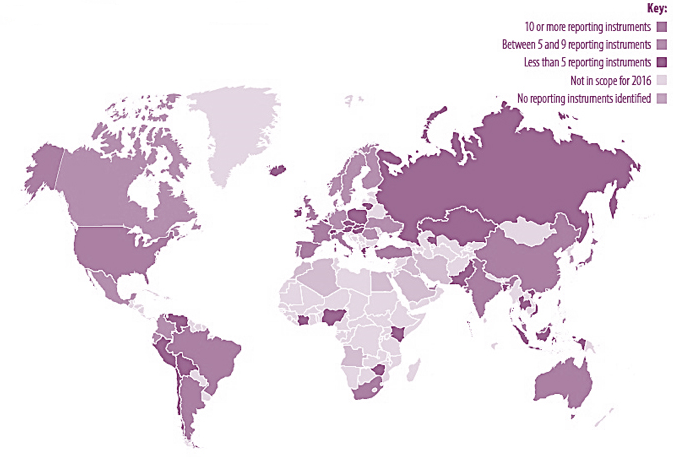 Key:
10 or more reporting instruments
Between 5 and 9 reporting instruments
Less than 5 reporting instruments
Not in scope for 2016
No reporting instruments identified